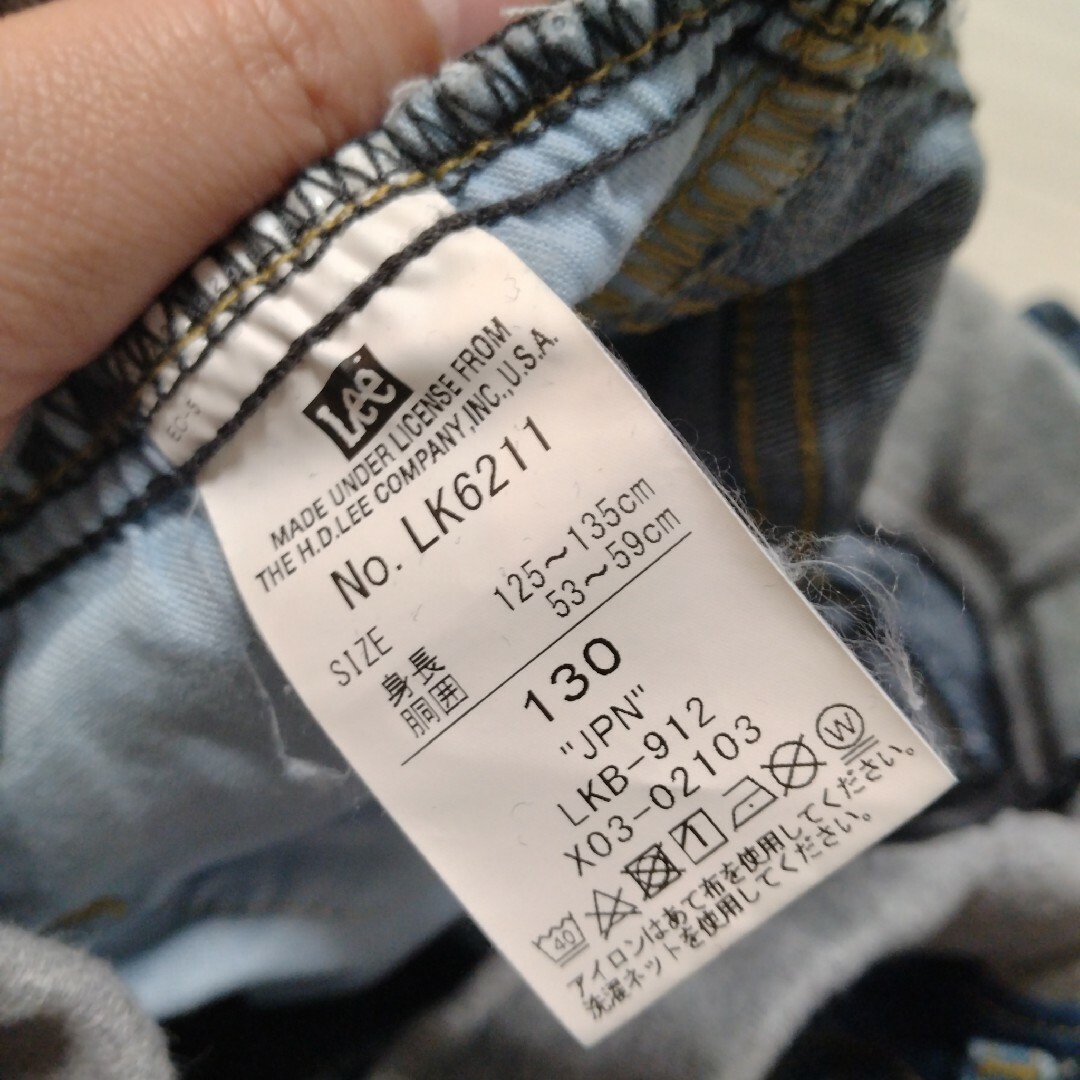 EC-5
Lee
MADE UNDER LICENSE FROM
THE H.D.LEE COMPANY,INC.,U.S.A.
No. LK6211
SIZE
身長 125~135cm
胴囲 53~59cm
130
"JPN"
LKB-912
X03-02103
40
1
W
アイロンはあて布を使用してください。
洗濯ネットを使用してください。